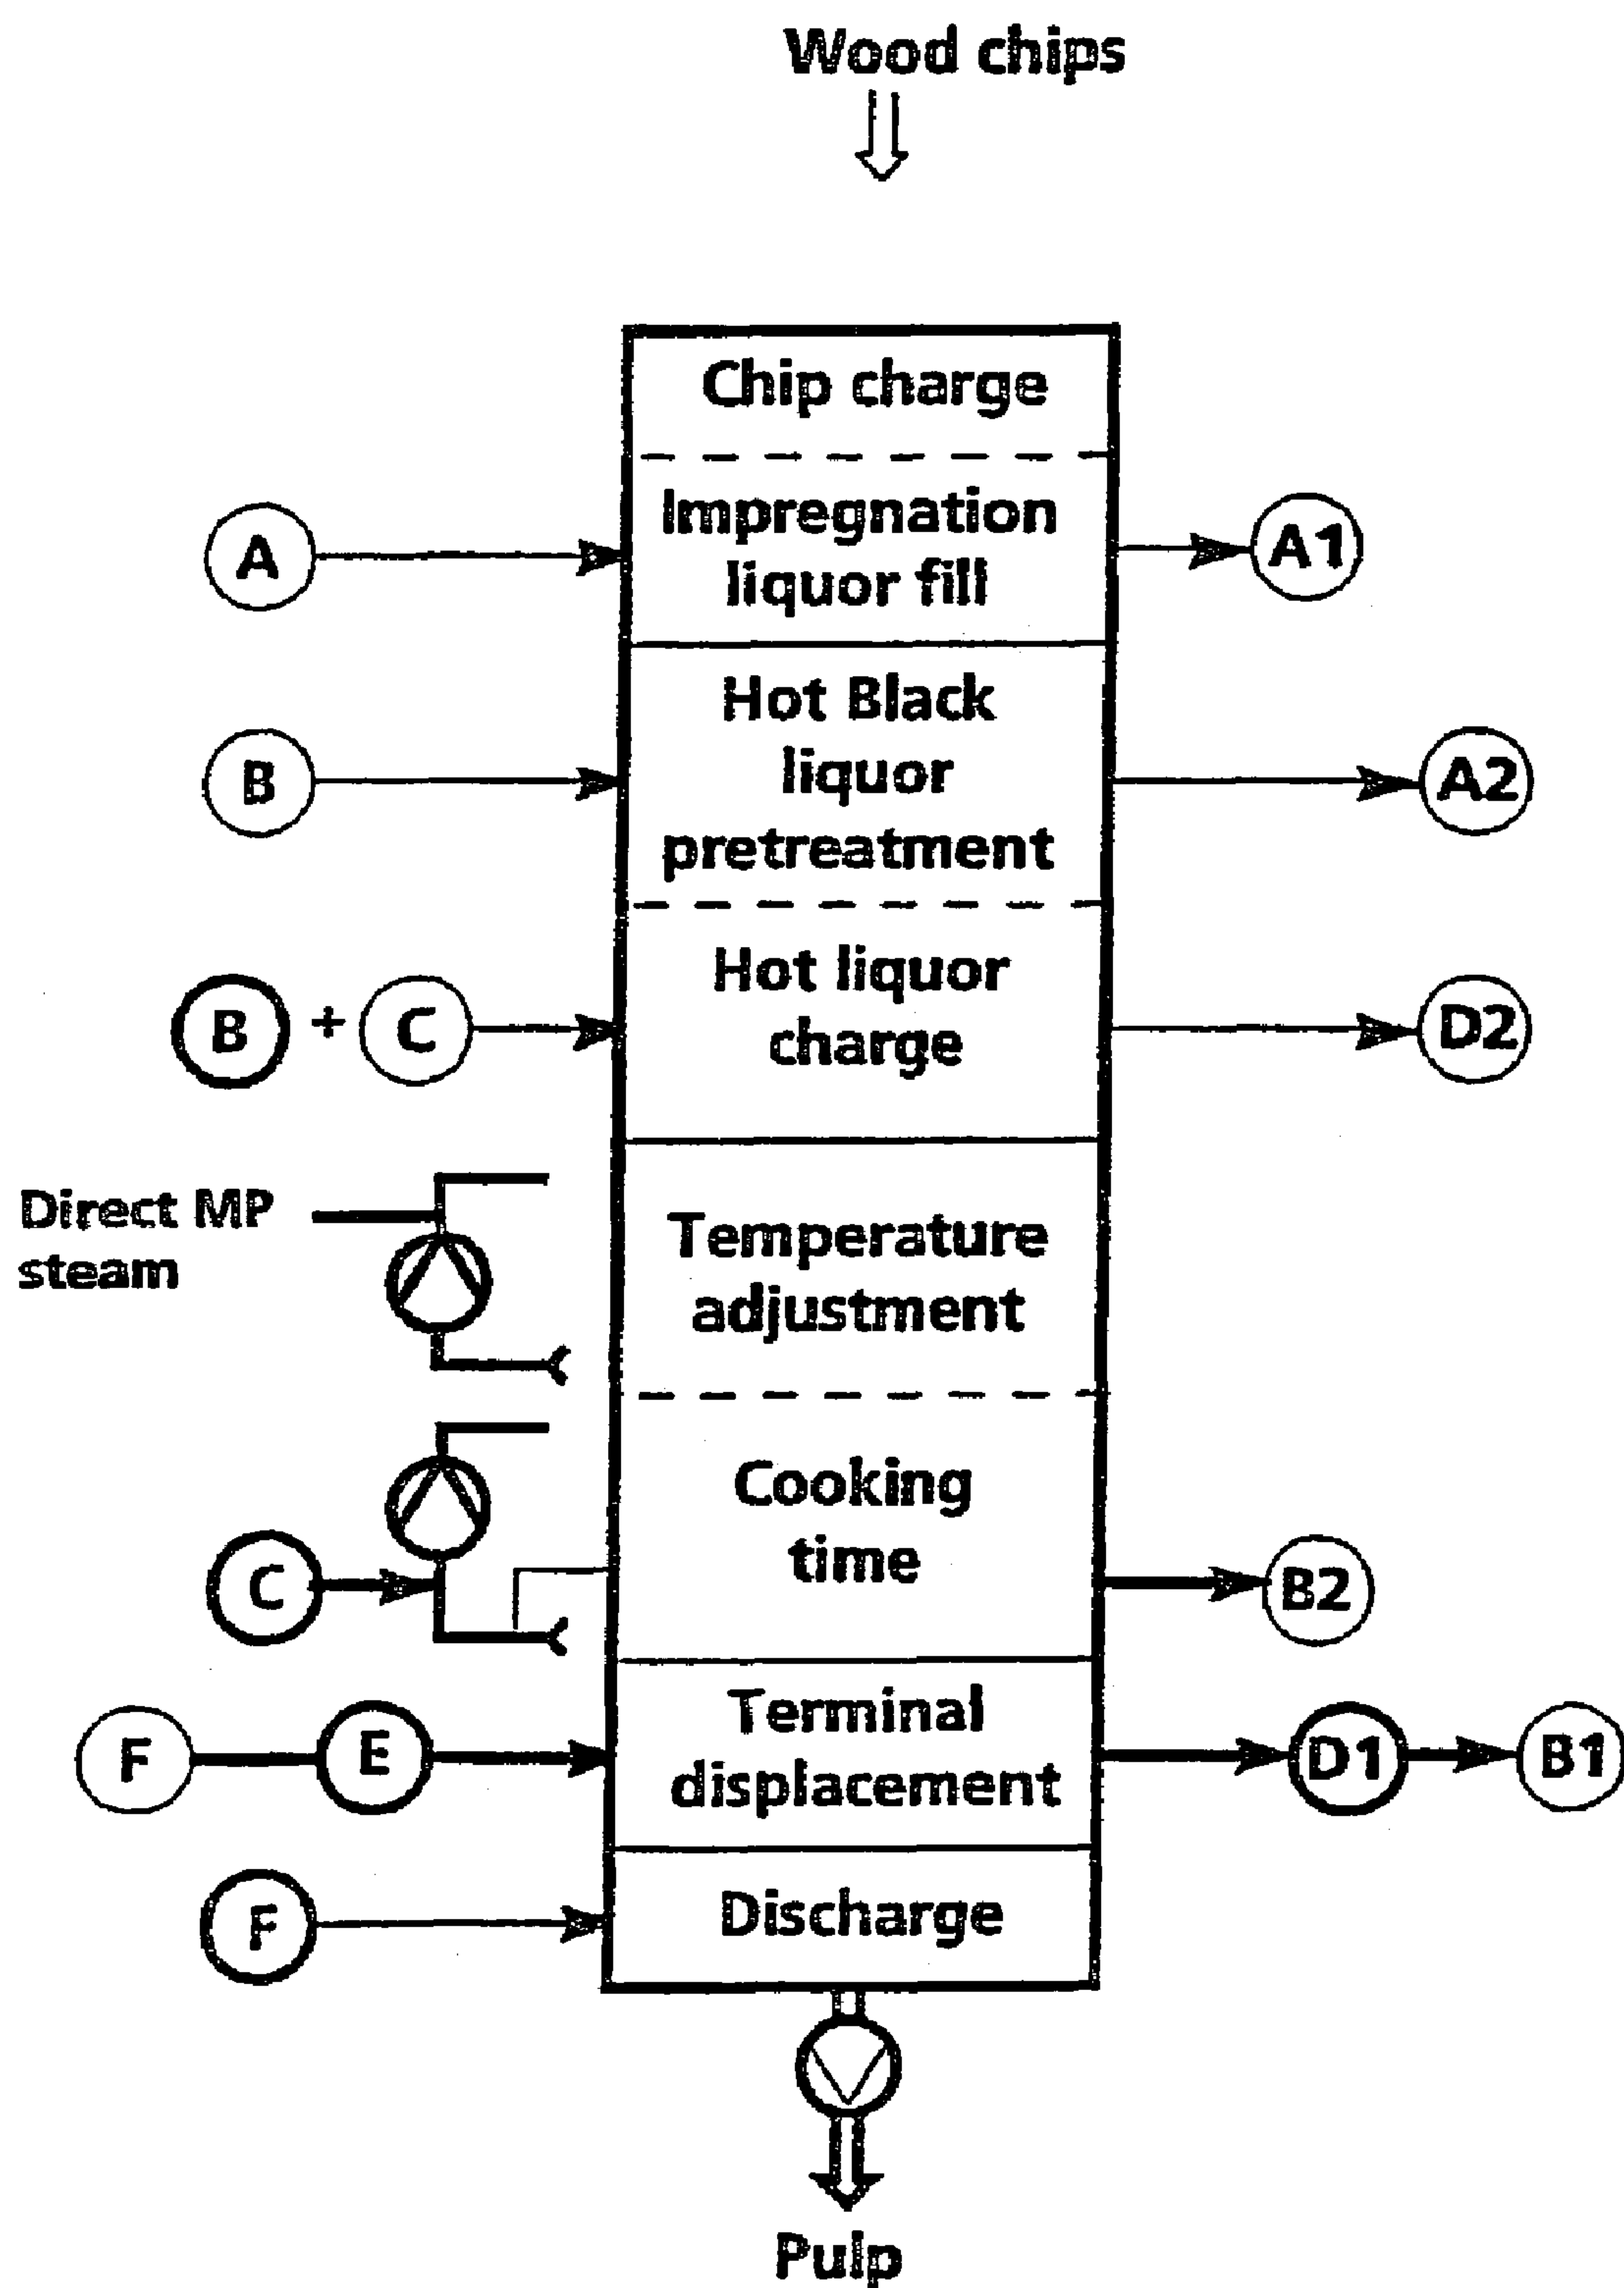 Wood chips
Chip charge
A
Impregnation
liquor fill
A1
B
Hot Black
liquor
pretreatment
A2
B + C
Hot liquor
charge
D2
Direct MP
steam
Temperature
adjustment
Cooking
time
C
B2
F
E
Terminal
displacement
D1
B1
F
Discharge
Pulp